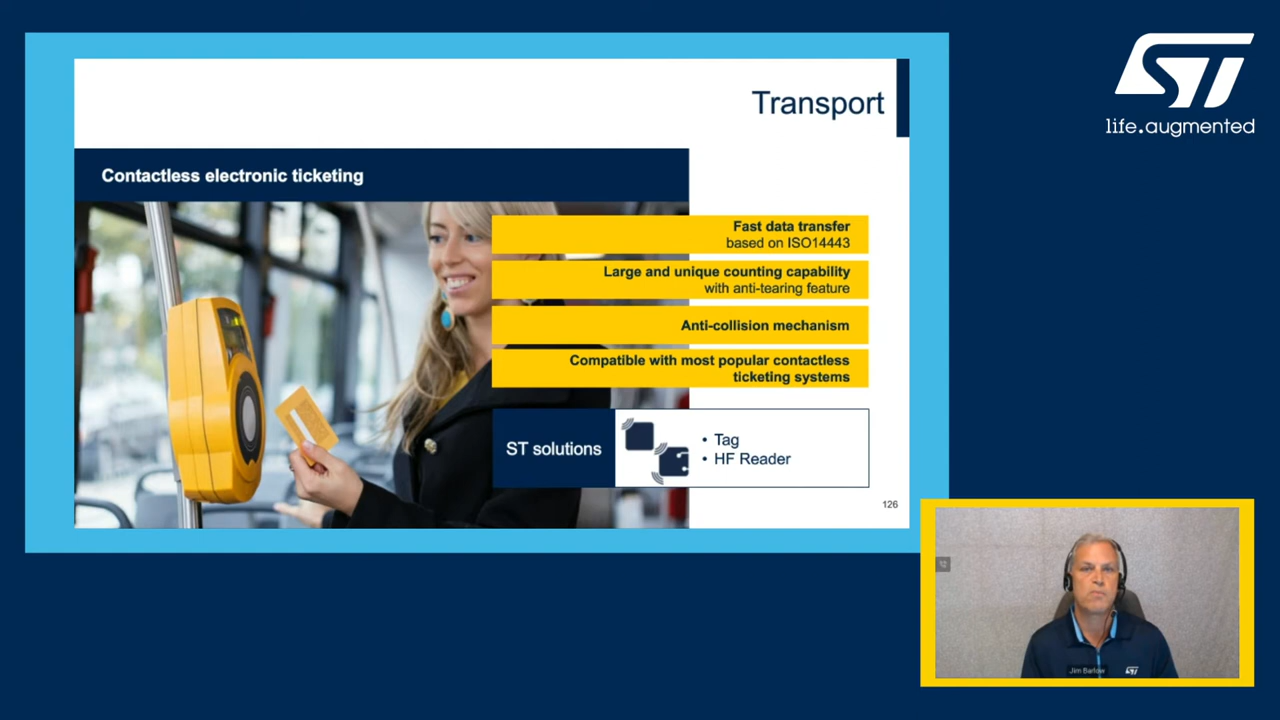 Transport
Contactless electronic ticketing
Fast data transfer
based on ISO14443
Large and unique counting capability
with anti-tearing feature
Anti-collision mechanism
Compatible with most popular contactless
ticketing systems
ST solutions
• Tag
• HF Reader
126
ST
life.augmented
Jim Barlow
ST